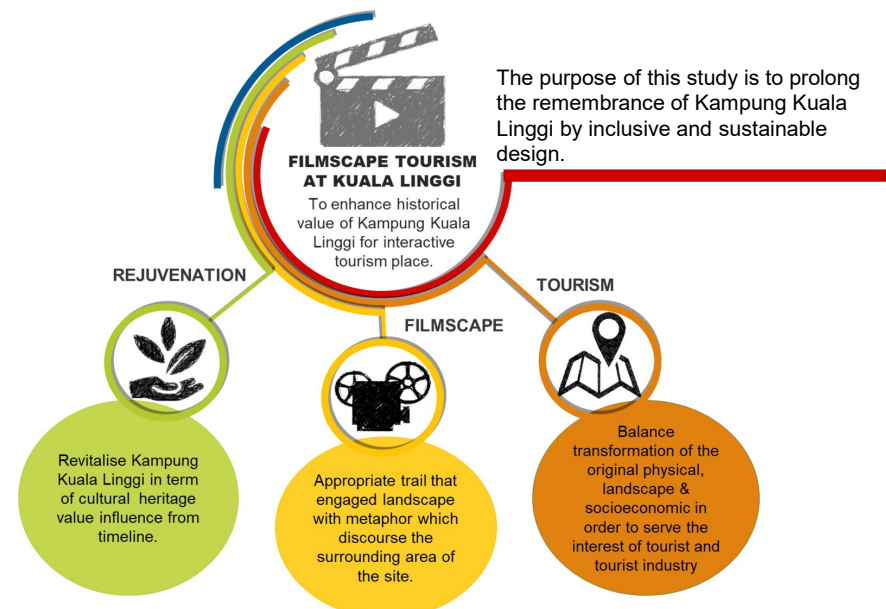 The purpose of this study is to prolong
the remembrance of Kampung Kuala
Linggi by inclusive and sustainable
design.
FILMSCAPE TOURISM
AT KUALA LINGGI
To enhance historical
value of Kampung Kuala
Linggi for interactive
tourism place.
REJUVENATION
Revitalise Kampung
Kuala Linggi in term
of cultural heritage
value influence from
timeline.
FILMSCAPE
Appropriate trail that
engaged landscape
with metaphor which
discourse the
surrounding area of
the site.
TOURISM
Balance
transformation of the
original physical,
landscape &
socioeconomic in
order to serve the
interest of tourist and
tourist industry